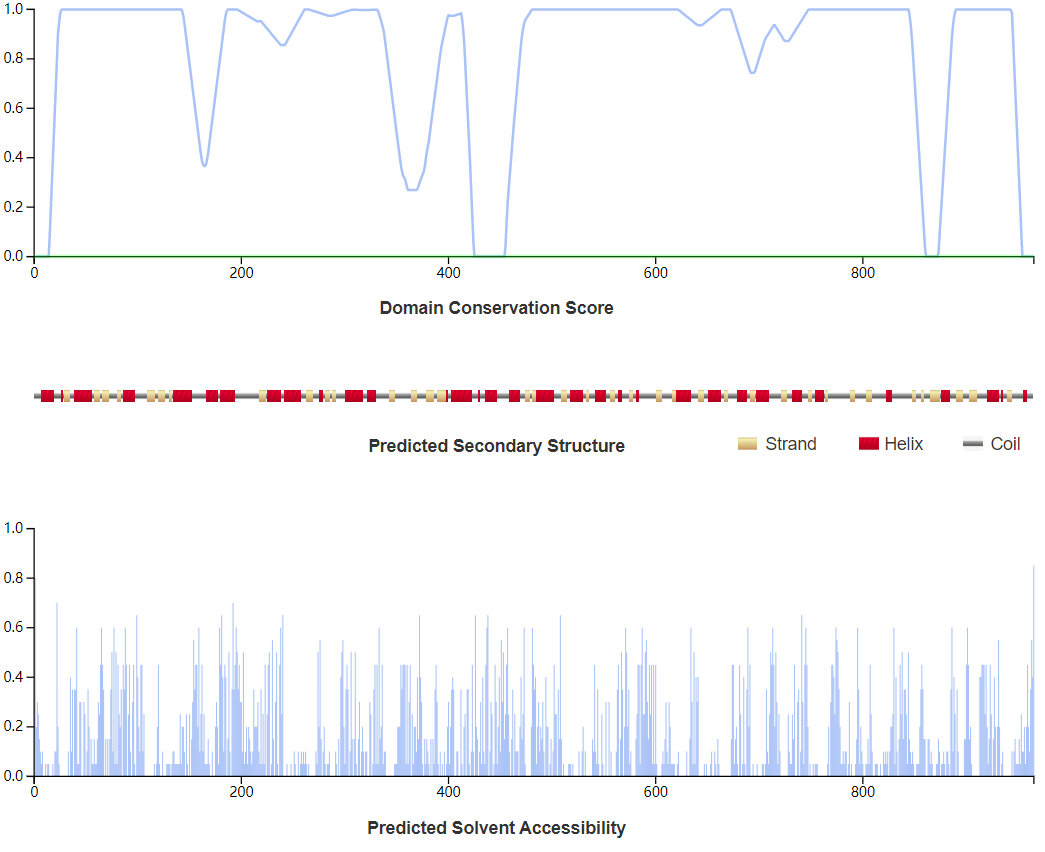 1.0
0.8
0.6
0.4
0.2
0.0
0 200 400 600 800
Domain Conservation Score
Predicted Secondary Structure Strand Helix Coil
1.0
0.8
0.6
0.4
0.2
0.0
0 200 400 600 800
Predicted Solvent Accessibility